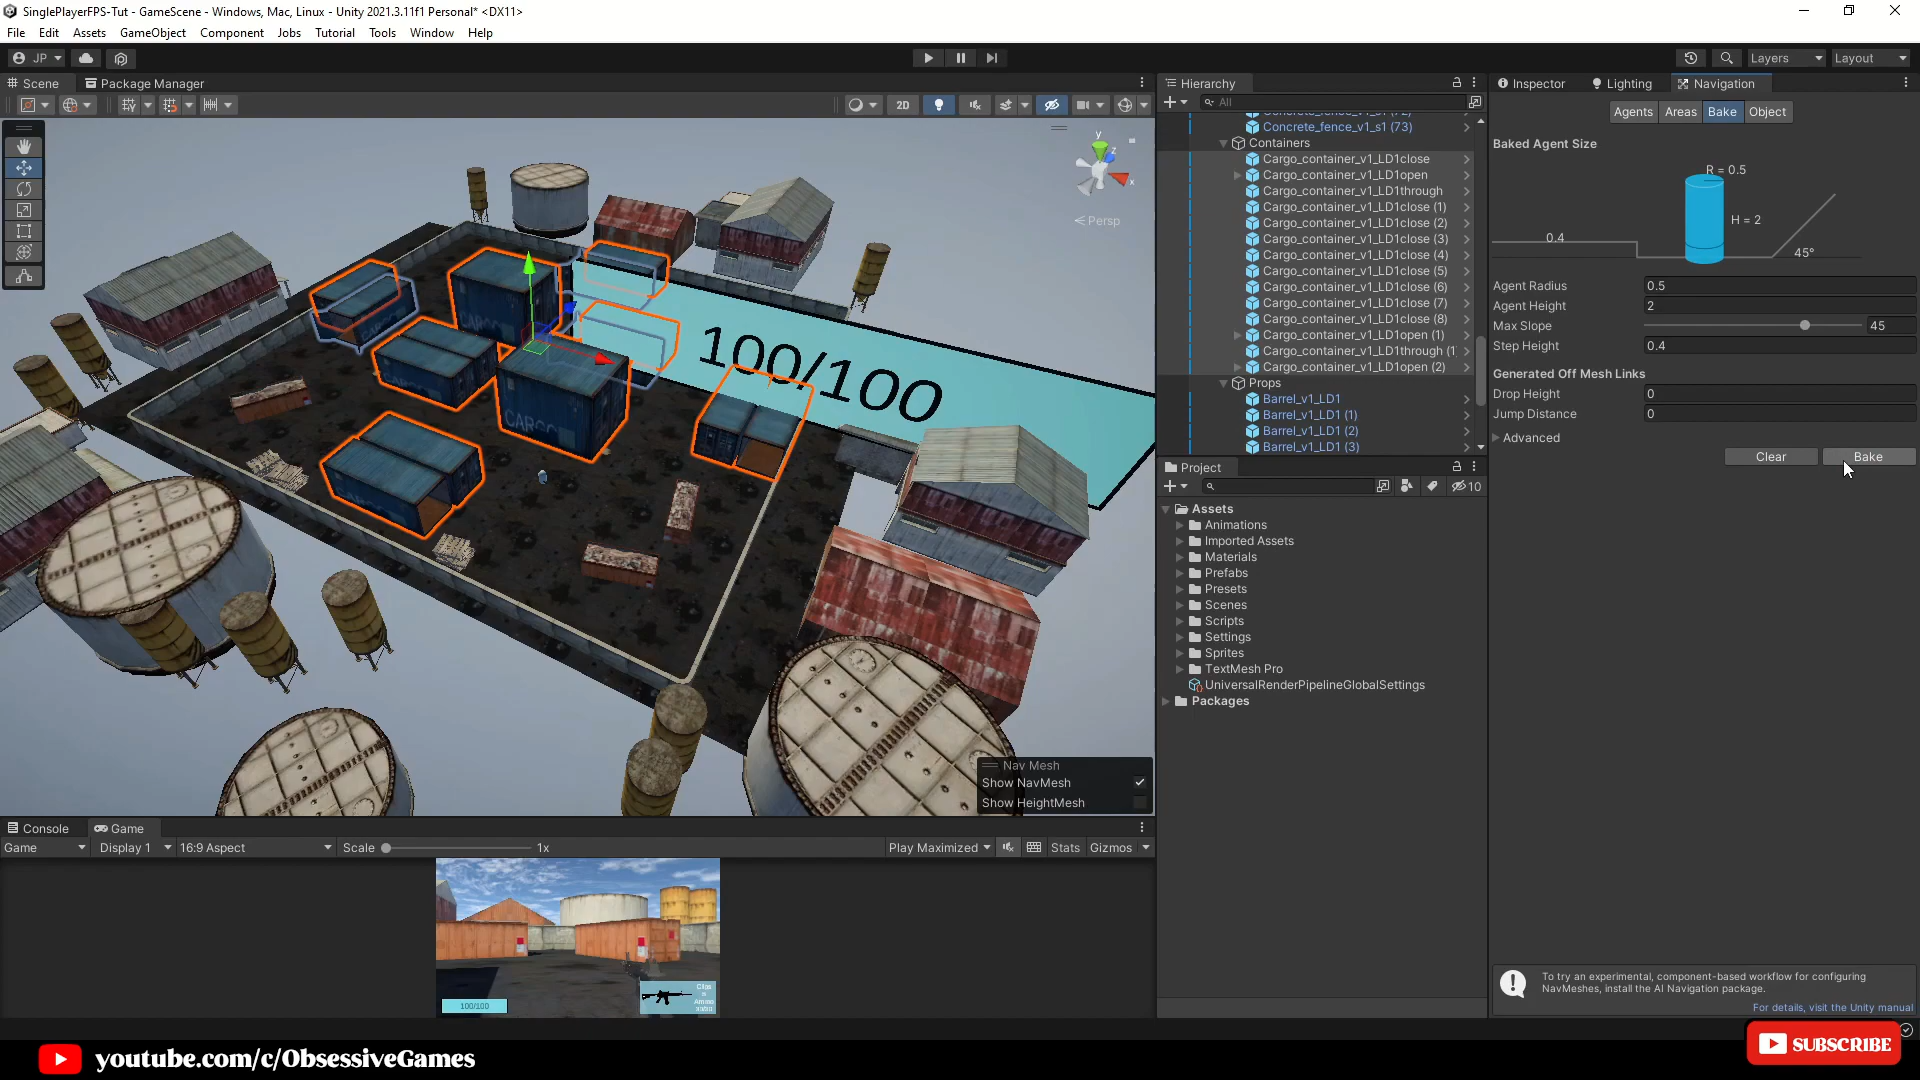 SinglePlayerFPS-Tut - GameScene - Windows, Mac, Linux - Unity 2021.3.11f1 Personal* <DX11>
File Edit Assets GameObject Component Jobs Tutorial Tools Window Help
JP Layers Layout
Scene Package Manager
2D
y
z
x
Persp
CARGO
CARGO
100/100
Nav Mesh
Show NavMesh
Show HeightMesh
Console Game
Game Display 1 16:9 Aspect Scale 1x Play Maximized Stats Gizmos
100/100
Hierarchy
All
Concrete_fence_v1_s1 (73)
Containers
Cargo_container_v1_LD1close
Cargo_container_v1_LD1open
Cargo_container_v1_LD1through
Cargo_container_v1_LD1close (1)
Cargo_container_v1_LD1close (2)
Cargo_container_v1_LD1close (3)
Cargo_container_v1_LD1close (4)
Cargo_container_v1_LD1close (5)
Cargo_container_v1_LD1close (6)
Cargo_container_v1_LD1close (7)
Cargo_container_v1_LD1close (8)
Cargo_container_v1_LD1open (1)
Cargo_container_v1_LD1through (1
Cargo_container_v1_LD1open (2)
Props
Barrel_v1_LD1
Barrel_v1_LD1 (1)
Barrel_v1_LD1 (2)
Barrel_v1_LD1 (3)
Project
10
Assets
Animations
Imported Assets
Materials
Prefabs
Presets
Scenes
Scripts
Settings
Sprites
TextMesh Pro
UniversalRenderPipelineGlobalSettings
Packages
Inspector Lighting Navigation
Agents Areas Bake Object
Baked Agent Size
R = 0.5
H = 2
0.4
45°
Agent Radius 0.5
Agent Height 2
Max Slope 45
Step Height 0.4
Generated Off Mesh Links
Drop Height 0
Jump Distance 0
Advanced
Clear Bake
To try an experimental, component-based workflow for configuring
NavMeshes, install the AI Navigation package.
For details, visit the Unity manual
youtube.com/c/ObsessiveGames
SUBSCRIBE